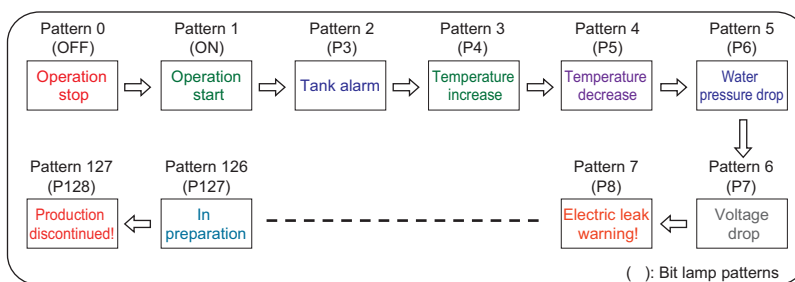 Pattern 0
(OFF)
Operation
stop
Pattern 1
(ON)
Operation
start
Pattern 2
(P3)
Tank alarm
Pattern 3
(P4)
Temperature
increase
Pattern 4
(P5)
Temperature
decrease
Pattern 5
(P6)
Water
pressure drop
Pattern 127
(P128)
Production
discontinued!
Pattern 126
(P127)
In
preparation
Pattern 7
(P8)
Electric leak
warning!
Pattern 6
(P7)
Voltage
drop
( ): Bit lamp patterns